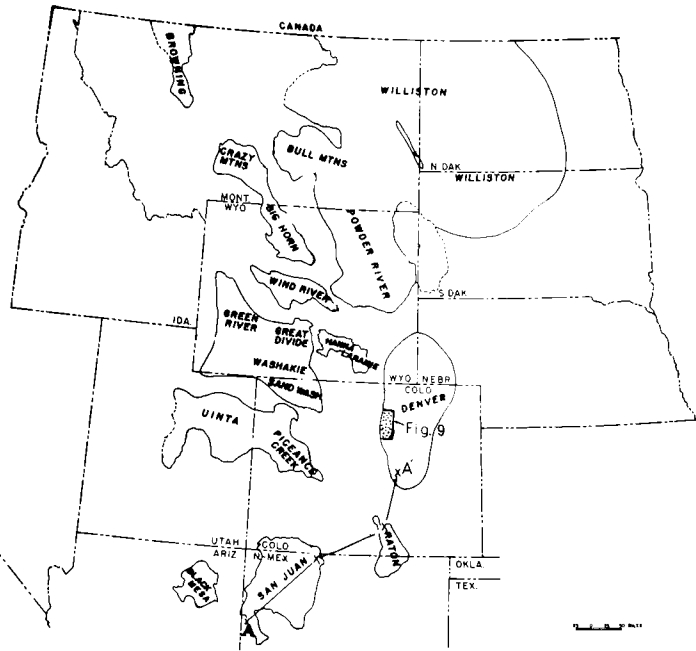 CANADA
BROWNING
WILLISTON
CRAZY
MTNS
BULL MTNS
N DAK
WILLISTON
MONT
WYO
BIG HORN
POWDER RIVER
WIND RIVER
S DAK
IDA.
GREEN
RIVER
GREAT
DIVIDE
HANNA
LARAMIE
WASHAKIE
SAND WASH
WYO NEBR
COLO
DENVER
UINTA
PICEANCE
CREEK
Fig. 9
A'
UTAH COLO
ARIZ N-MEX
RATON
OKLA.
TEX.
SAN JUAN
BLACK
MESA
A